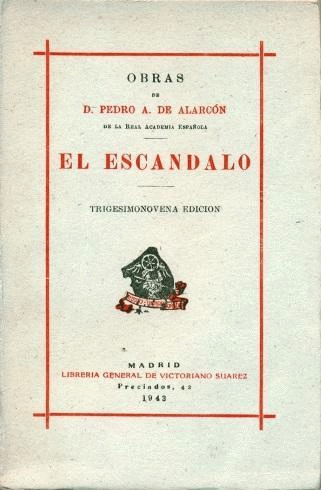 OBRAS
DE
D. PEDRO A. DE ALARCÓN
DE LA REAL ACADEMIA ESPAÑOLA
EL ESCANDALO
TRIGESIMONOVENA EDICION
MADRID
LIBRERIA GENERAL DE VICTORIANO SUAREZ
Preciados, 42
1943